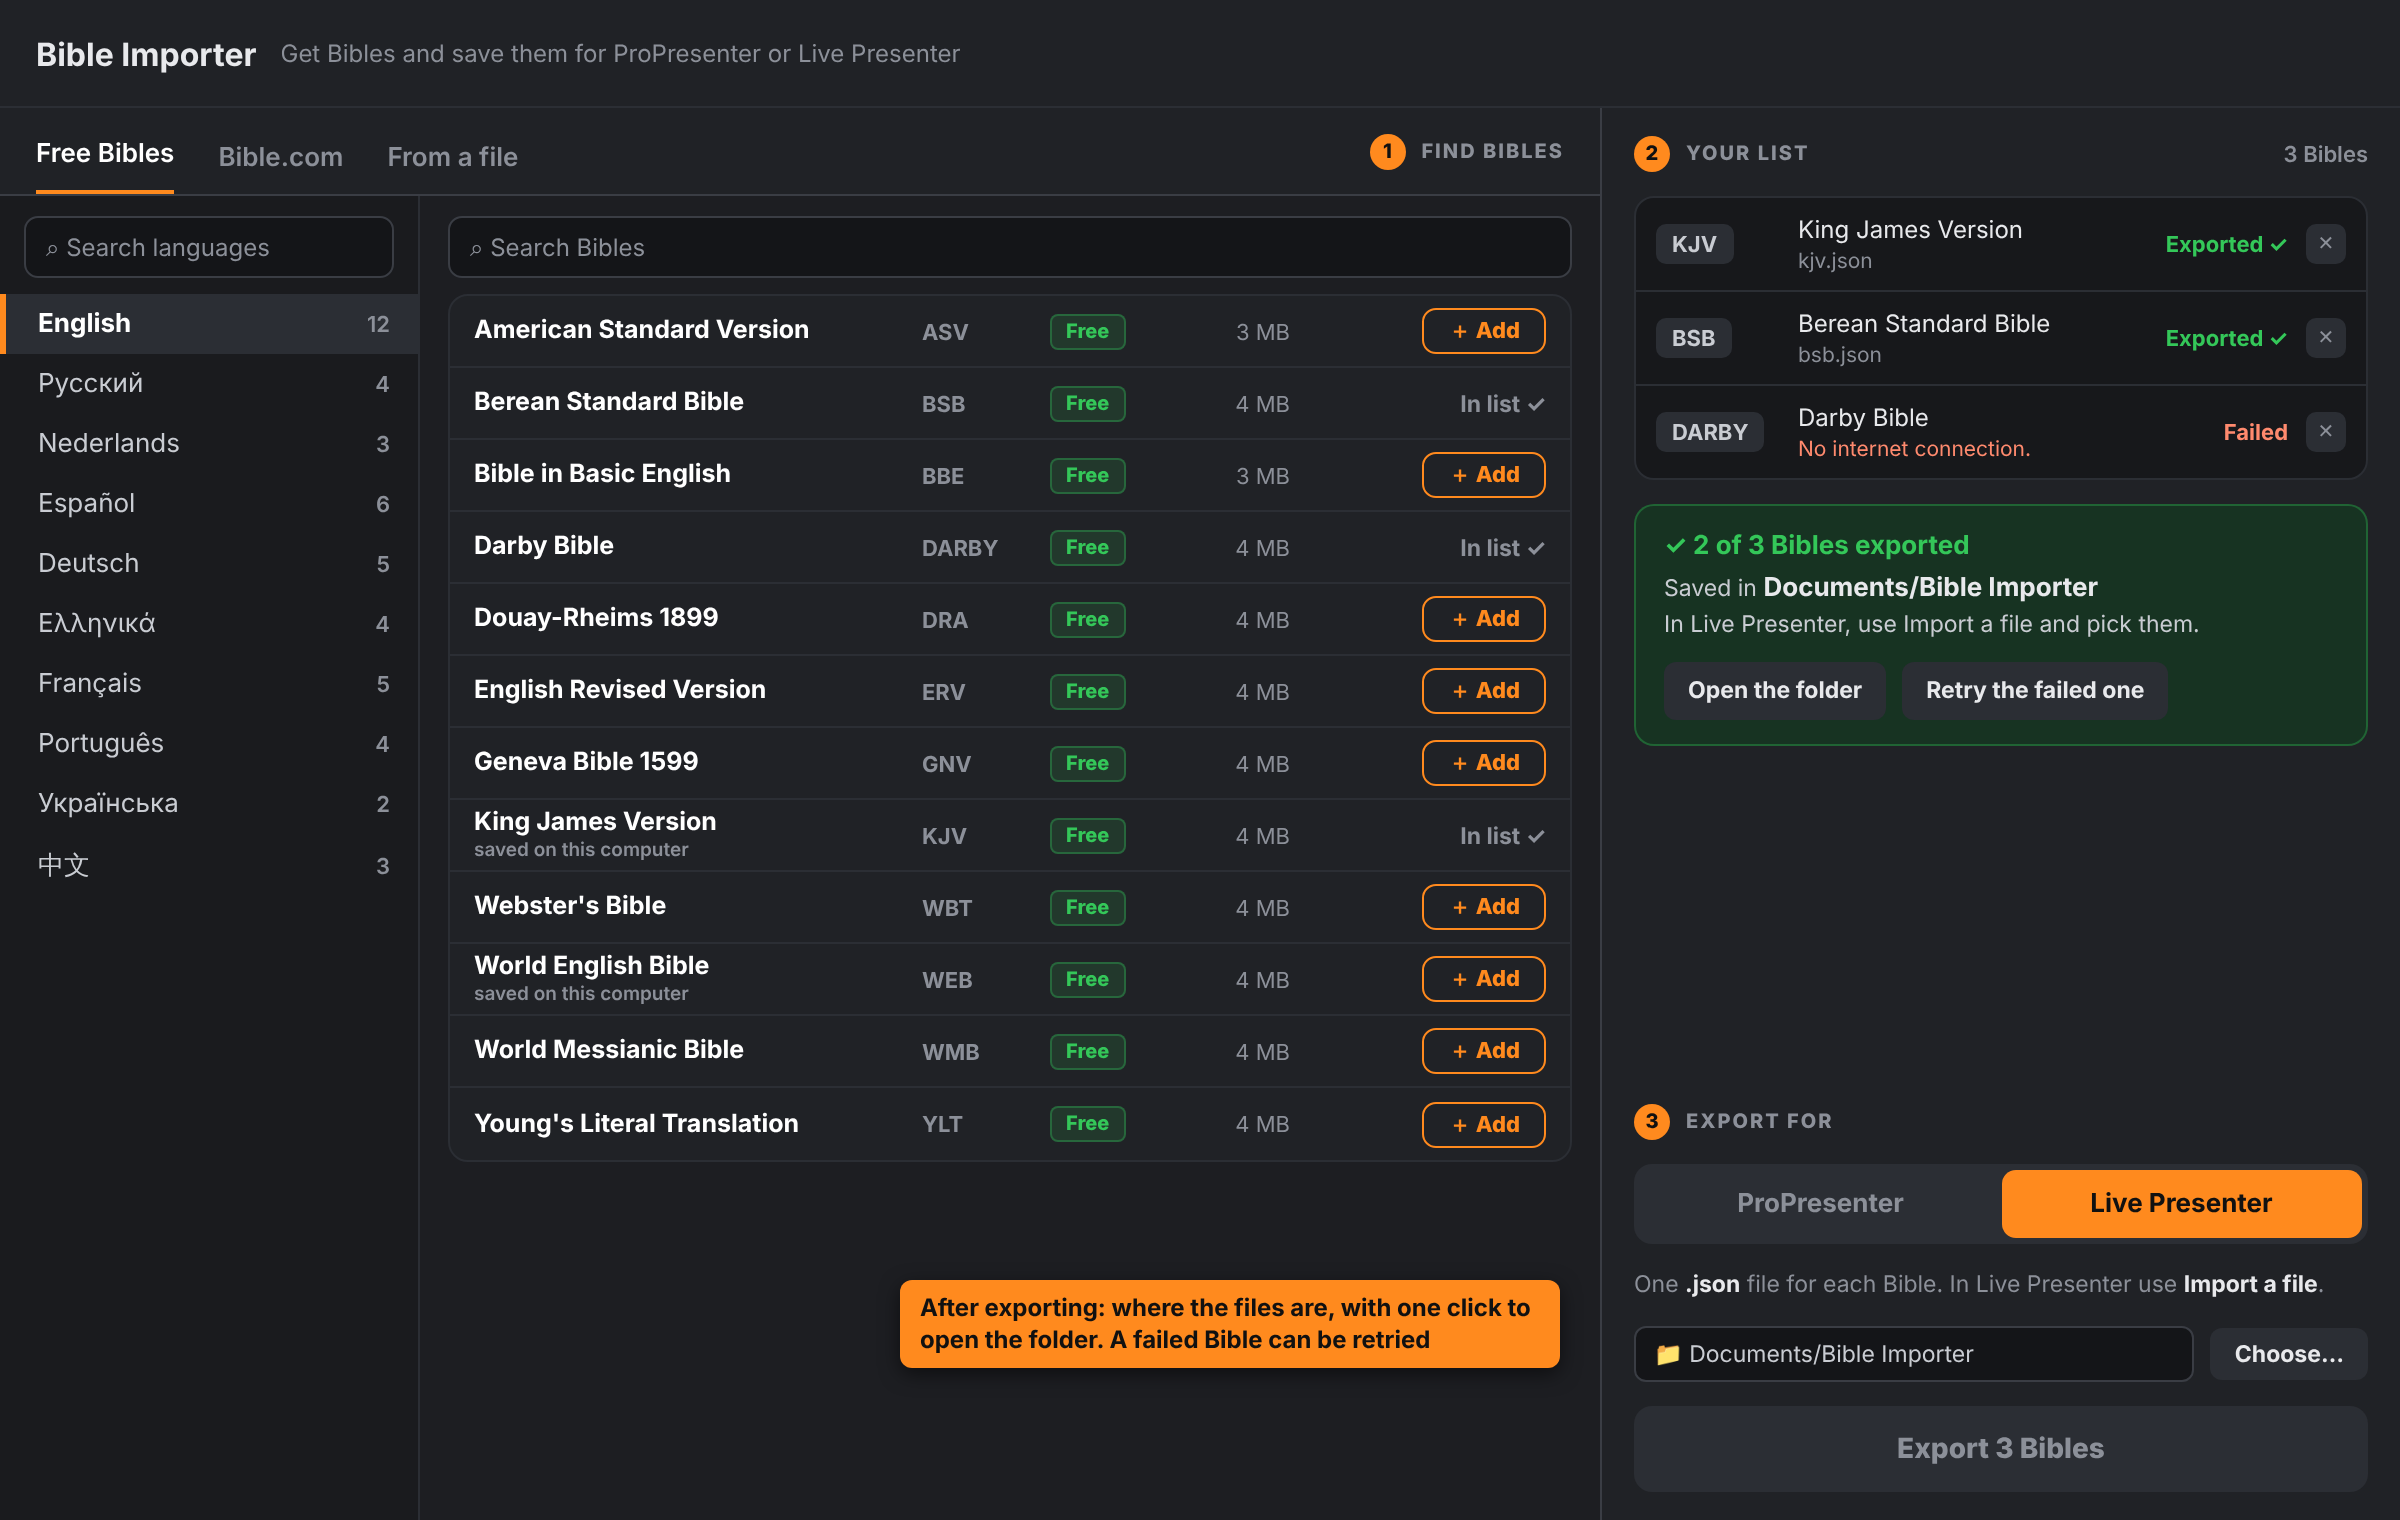 Bible Importer
Get Bibles and save them for ProPresenter or Live Presenter
Free Bibles
Bible.com
From a file
1 FIND BIBLES
⌕ Search languages
English 12
Русский 4
Nederlands 3
Español 6
Deutsch 5
Ελληνικά 4
Français 5
Português 4
Українська 2
中文 3
⌕ Search Bibles
American Standard Version ASV Free 3 MB + Add
Berean Standard Bible BSB Free 4 MB In list ✓
Bible in Basic English BBE Free 3 MB + Add
Darby Bible DARBY Free 4 MB In list ✓
Douay-Rheims 1899 DRA Free 4 MB + Add
English Revised Version ERV Free 4 MB + Add
Geneva Bible 1599 GNV Free 4 MB + Add
King James Version KJV Free 4 MB In list ✓
saved on this computer
Webster's Bible WBT Free 4 MB + Add
World English Bible WEB Free 4 MB + Add
saved on this computer
World Messianic Bible WMB Free 4 MB + Add
Young's Literal Translation YLT Free 4 MB + Add
After exporting: where the files are, with one click to
open the folder. A failed Bible can be retried
2 YOUR LIST 3 Bibles
KJV King James Version Exported ✓ ✕
kjv.json
BSB Berean Standard Bible Exported ✓ ✕
bsb.json
DARBY Darby Bible Failed ✕
No internet connection.
✓ 2 of 3 Bibles exported
Saved in Documents/Bible Importer
In Live Presenter, use Import a file and pick them.
Open the folder
Retry the failed one
3 EXPORT FOR
ProPresenter
Live Presenter
One .json file for each Bible. In Live Presenter use Import a file.
📁 Documents/Bible Importer
Choose...
Export 3 Bibles